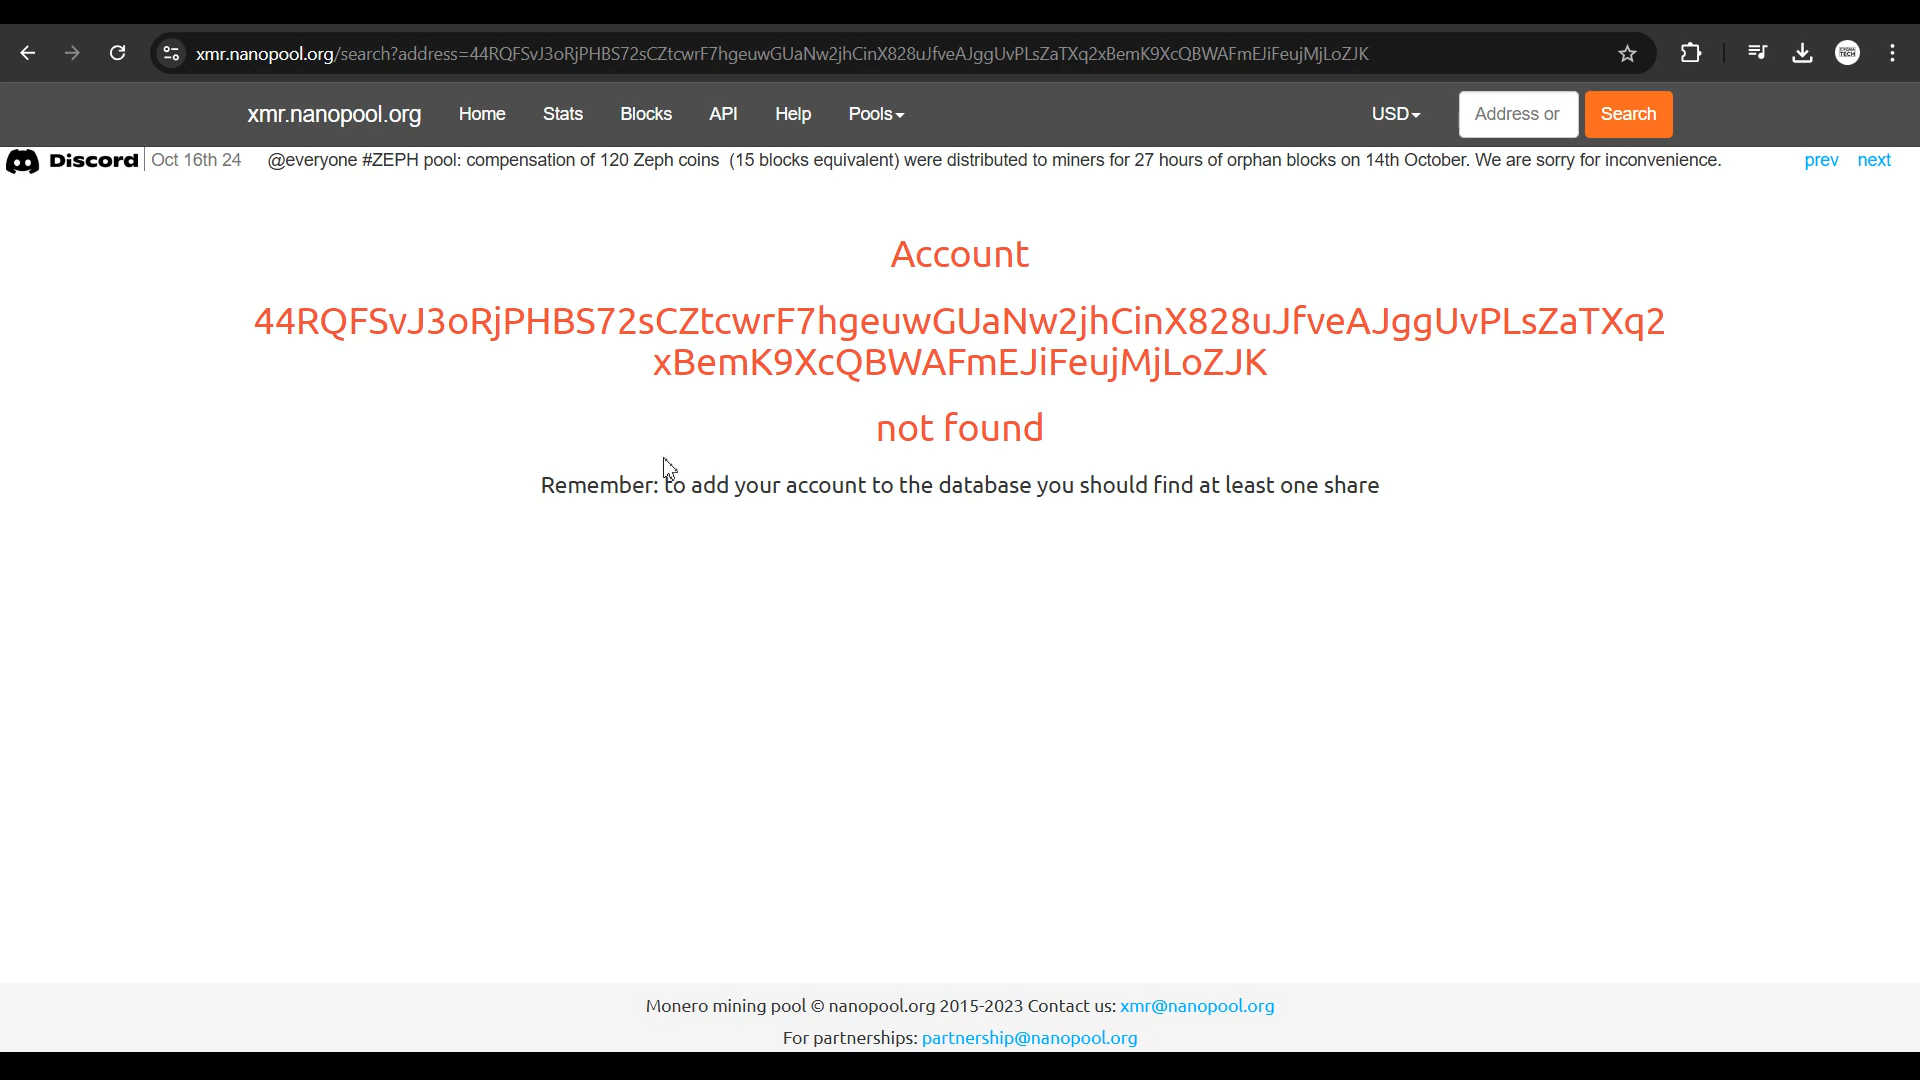 xmr.nanopool.org/search?address=44RQFSvJ3oRjPHBS72sCZtcwrF7hgeuwGUaNw2jhCinX828uJfveAJggUvPLsZaTXq2xBemK9XcQBWAFmEJiFeujMjLoZJK
xmr.nanopool.org Home Stats Blocks API Help Pools USD Address or Search
Discord Oct 16th 24 @everyone #ZEPH pool: compensation of 120 Zeph coins (15 blocks equivalent) were distributed to miners for 27 hours of orphan blocks on 14th October. We are sorry for inconvenience. prev next
Account
44RQFSvJ3oRjPHBS72sCZtcwrF7hgeuwGUaNw2jhCinX828uJfveAJggUvPLsZaTXq2
xBemK9XcQBWAFmEJiFeujMjLoZJK
not found
Remember: to add your account to the database you should find at least one share
Monero mining pool © nanopool.org 2015-2023 Contact us: xmr@nanopool.org
For partnerships: partnership@nanopool.org